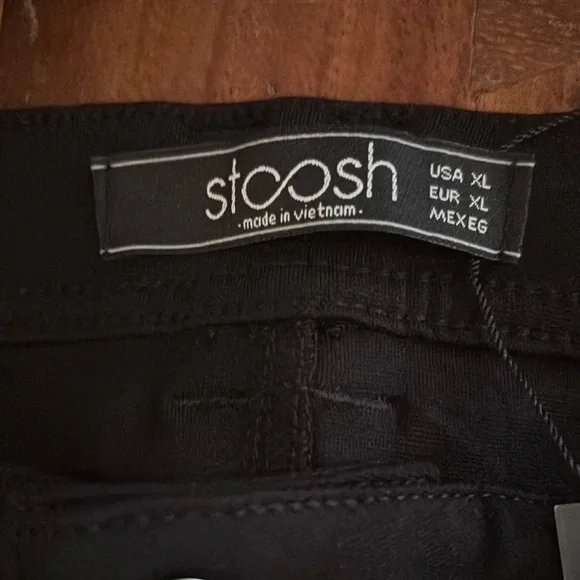 stoosh
·made in vietnam·
USA XL
EUR XL
MEX EG